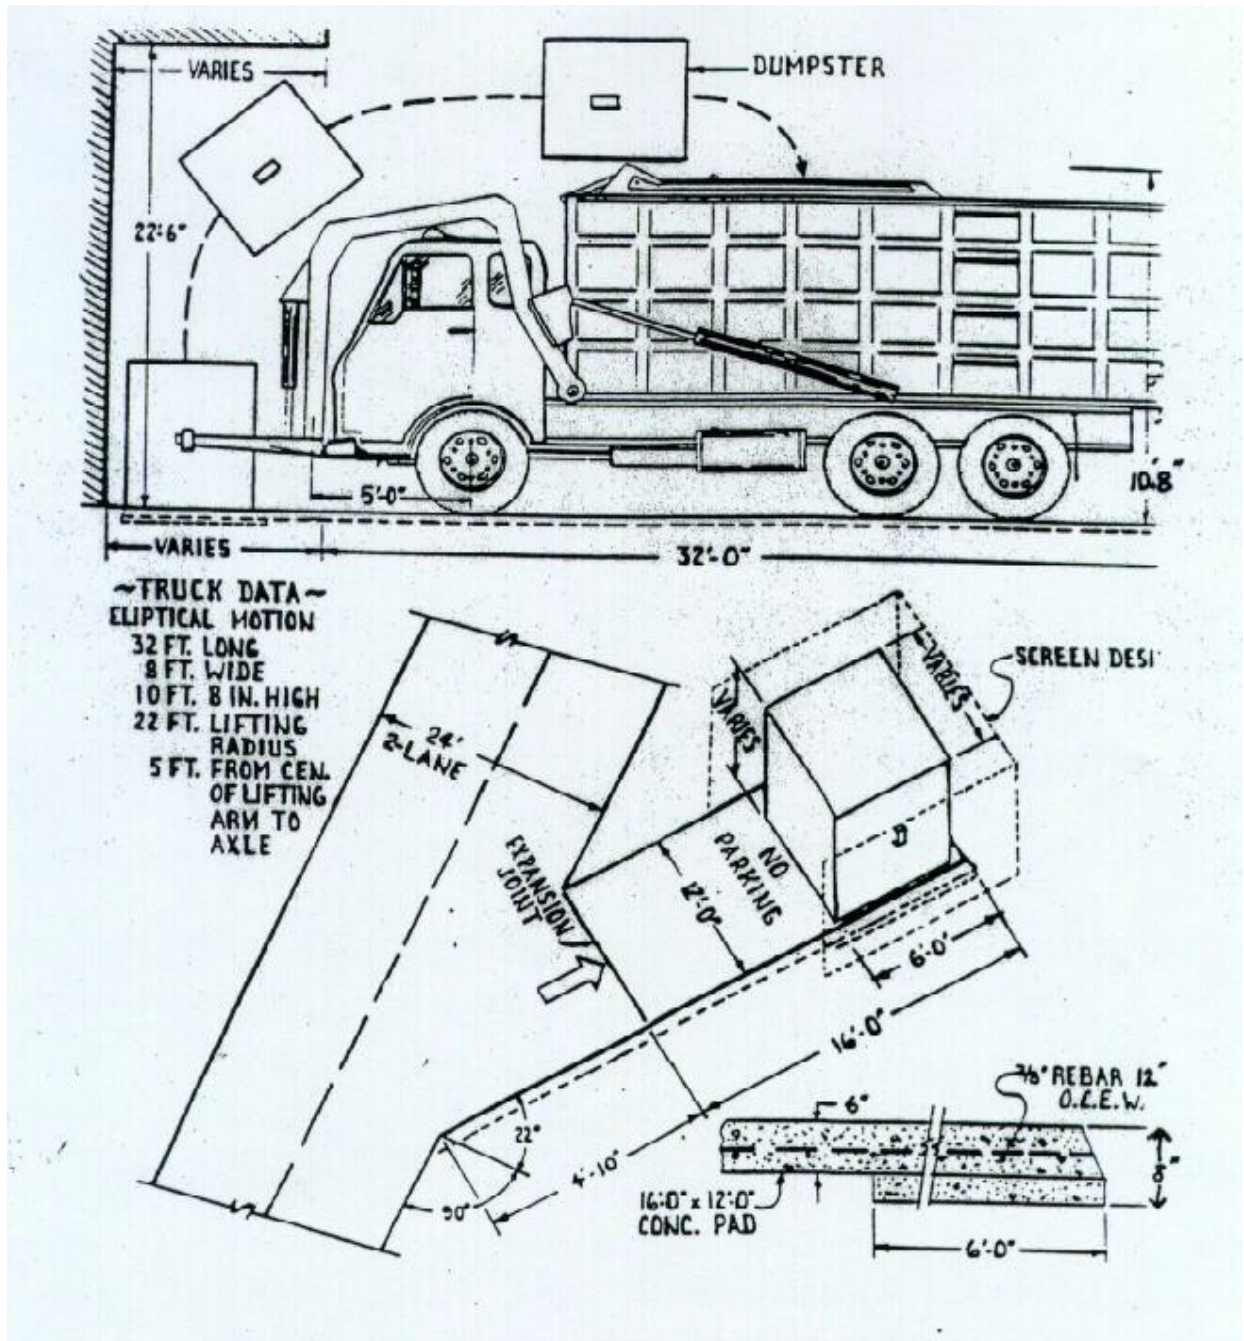 VARIES
DUMPSTER
22'-6"
5'-0"
10'-8"
VARIES
32'-0"
~TRUCK DATA~
ELIPTICAL MOTION
32 FT. LONG
8 FT. WIDE
10 FT. 8 IN. HIGH
22 FT. LIFTING
RADIUS
5 FT. FROM CEN.
OF LIFTING
ARM TO
AXLE
24'
2-LANE
EXPANSION
JOINT
VARIES
VARIES
SCREEN DESI
NO
PARKING
12'-0"
6'-0"
16'-0"
22°
90°
4'-10"
6"
REBAR 12"
O.C.E.W.
8"
16'-0" x 12'-0"
CONC. PAD
6'-0"